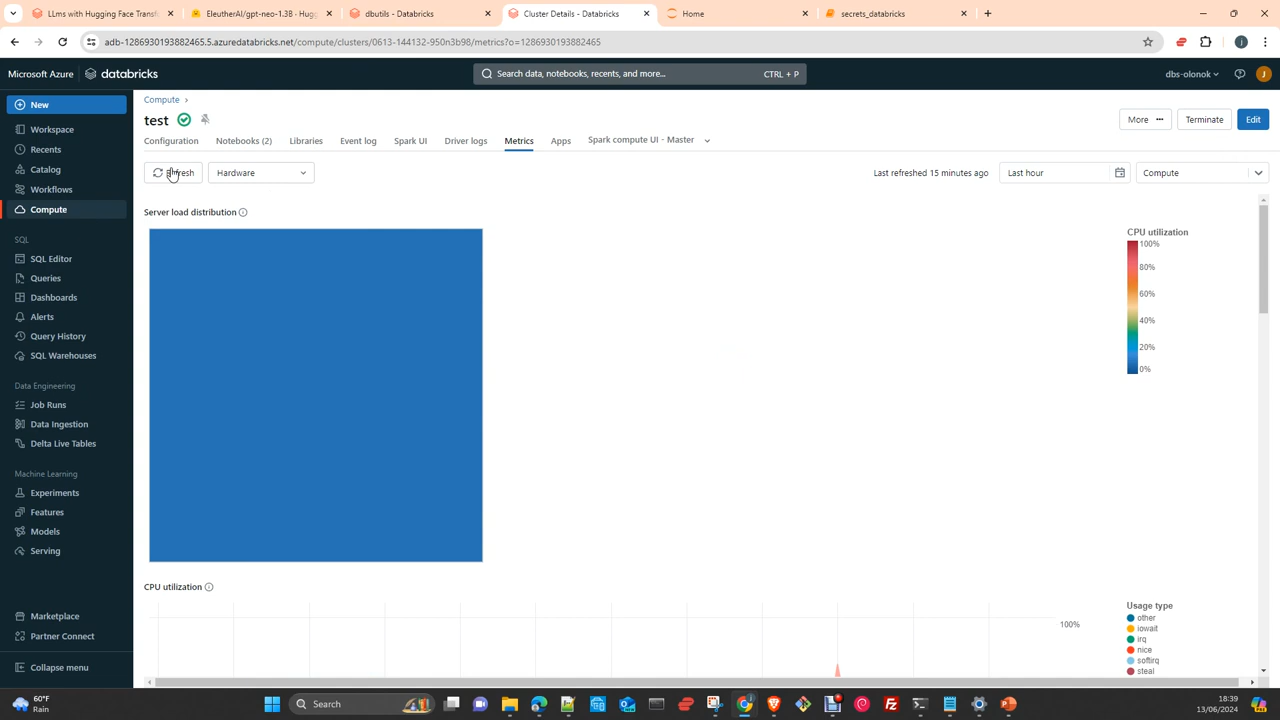 LLms with Hugging Face Transf
EleutherAI/gpt-neo-1.3B - Hugg
dbutils - Databricks
Cluster Details - Databricks
Home
secrets_databricks
adb-1286930193882465.5.azuredatabricks.net/compute/clusters/0613-144132-950n3b98/metrics?o=1286930193882465
Microsoft Azure
databricks
Search data, notebooks, recents, and more...
CTRL + P
dbs-olonok
J
New
Workspace
Recents
Catalog
Workflows
Compute
SQL
SQL Editor
Queries
Dashboards
Alerts
Query History
SQL Warehouses
Data Engineering
Job Runs
Data Ingestion
Delta Live Tables
Machine Learning
Experiments
Features
Models
Serving
Marketplace
Partner Connect
Collapse menu
Compute
test
More
Terminate
Edit
Configuration
Notebooks (2)
Libraries
Event log
Spark UI
Driver logs
Metrics
Apps
Spark compute UI - Master
Refresh
Hardware
Last refreshed 15 minutes ago
Last hour
Compute
Server load distribution
CPU utilization
100%
80%
60%
40%
20%
0%
CPU utilization
100%
Usage type
other
iowait
irq
nice
softirq
steal
60°F
Rain
Search
18:39
13/06/2024